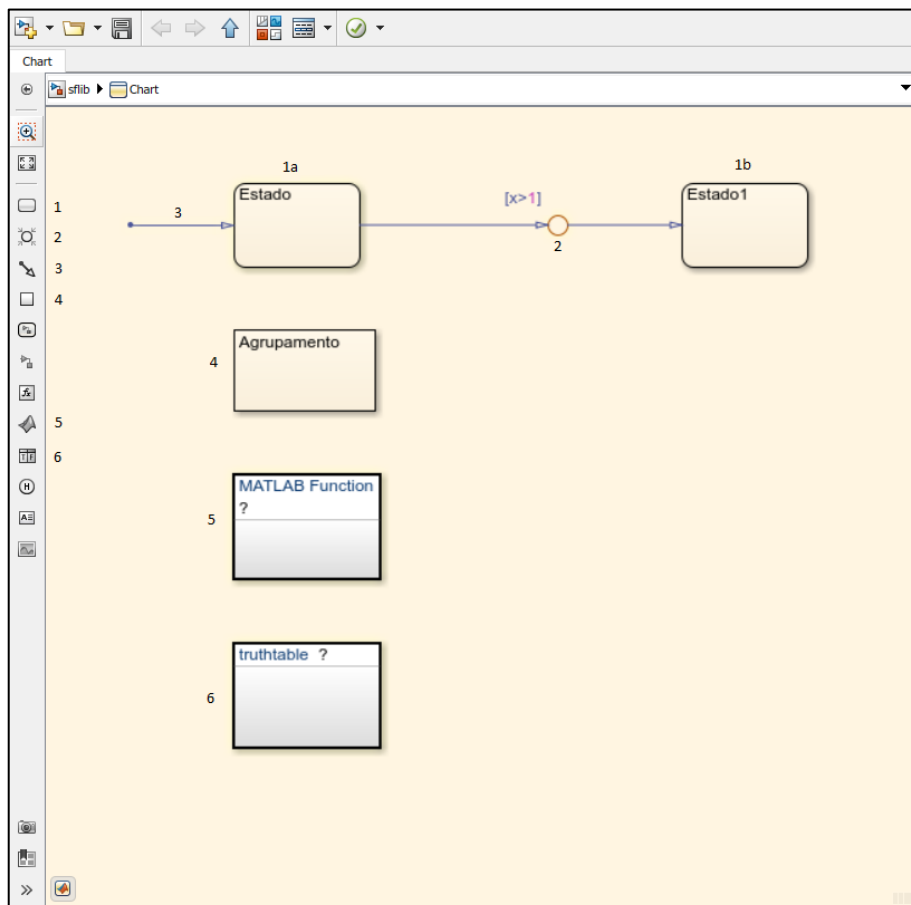 Chart
sflib Chart
1a
1b
Estado
[x>1]
Estado1
1
3
2
2
3
4
Agrupamento
4
5
MATLAB Function
?
6
5
truthtable ?
6